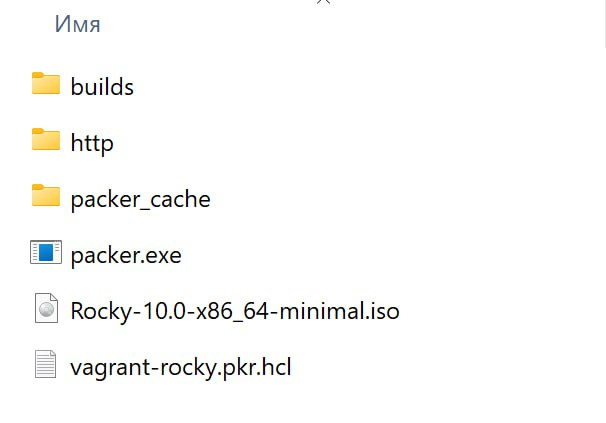 Имя
builds
http
packer_cache
packer.exe
Rocky-10.0-x86_64-minimal.iso
vagrant-rocky.pkr.hcl